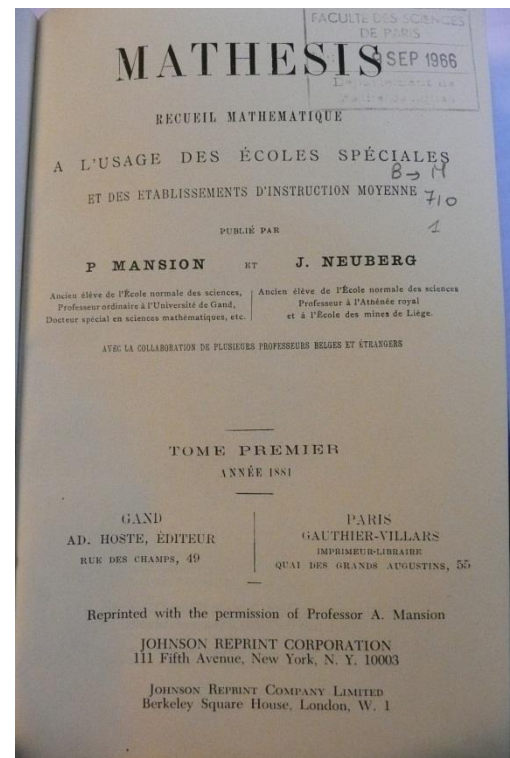 FACULTÉ DES SCIENCES
DE PARIS
9 SEP 1966
MATHESIS
RECUEIL MATHEMATIQUE
A L'USAGE DES ÉCOLES SPÉCIALES
B → M
ET DES ETABLISSEMENTS D'INSTRUCTION MOYENNE
710
1
PUBLIÉ PAR
P MANSION ET J. NEUBERG
Ancien élève de l'École normale des sciences,
Professeur ordinaire à l'Université de Gand,
Docteur spécial en sciences mathématiques, etc.
Ancien élève de l'École normale des sciences
Professeur à l'Athénée royal
et à l'École des mines de Liége.
AVEC LA COLLABORATION DE PLUSIEURS PROFESSEURS BELGES ET ÉTRANGERS
TOME PREMIER
ANNÉE 1881
GAND
AD. HOSTE, ÉDITEUR
RUE DES CHAMPS, 49
PARIS
GAUTHIER-VILLARS
IMPRIMEUR-LIBRAIRE
QUAI DES GRANDS AUGUSTINS, 55
Reprinted with the permission of Professor A. Mansion
JOHNSON REPRINT CORPORATION
111 Fifth Avenue, New York, N. Y. 10003
JOHNSON REPRINT COMPANY LIMITED
Berkeley Square House, London, W. 1